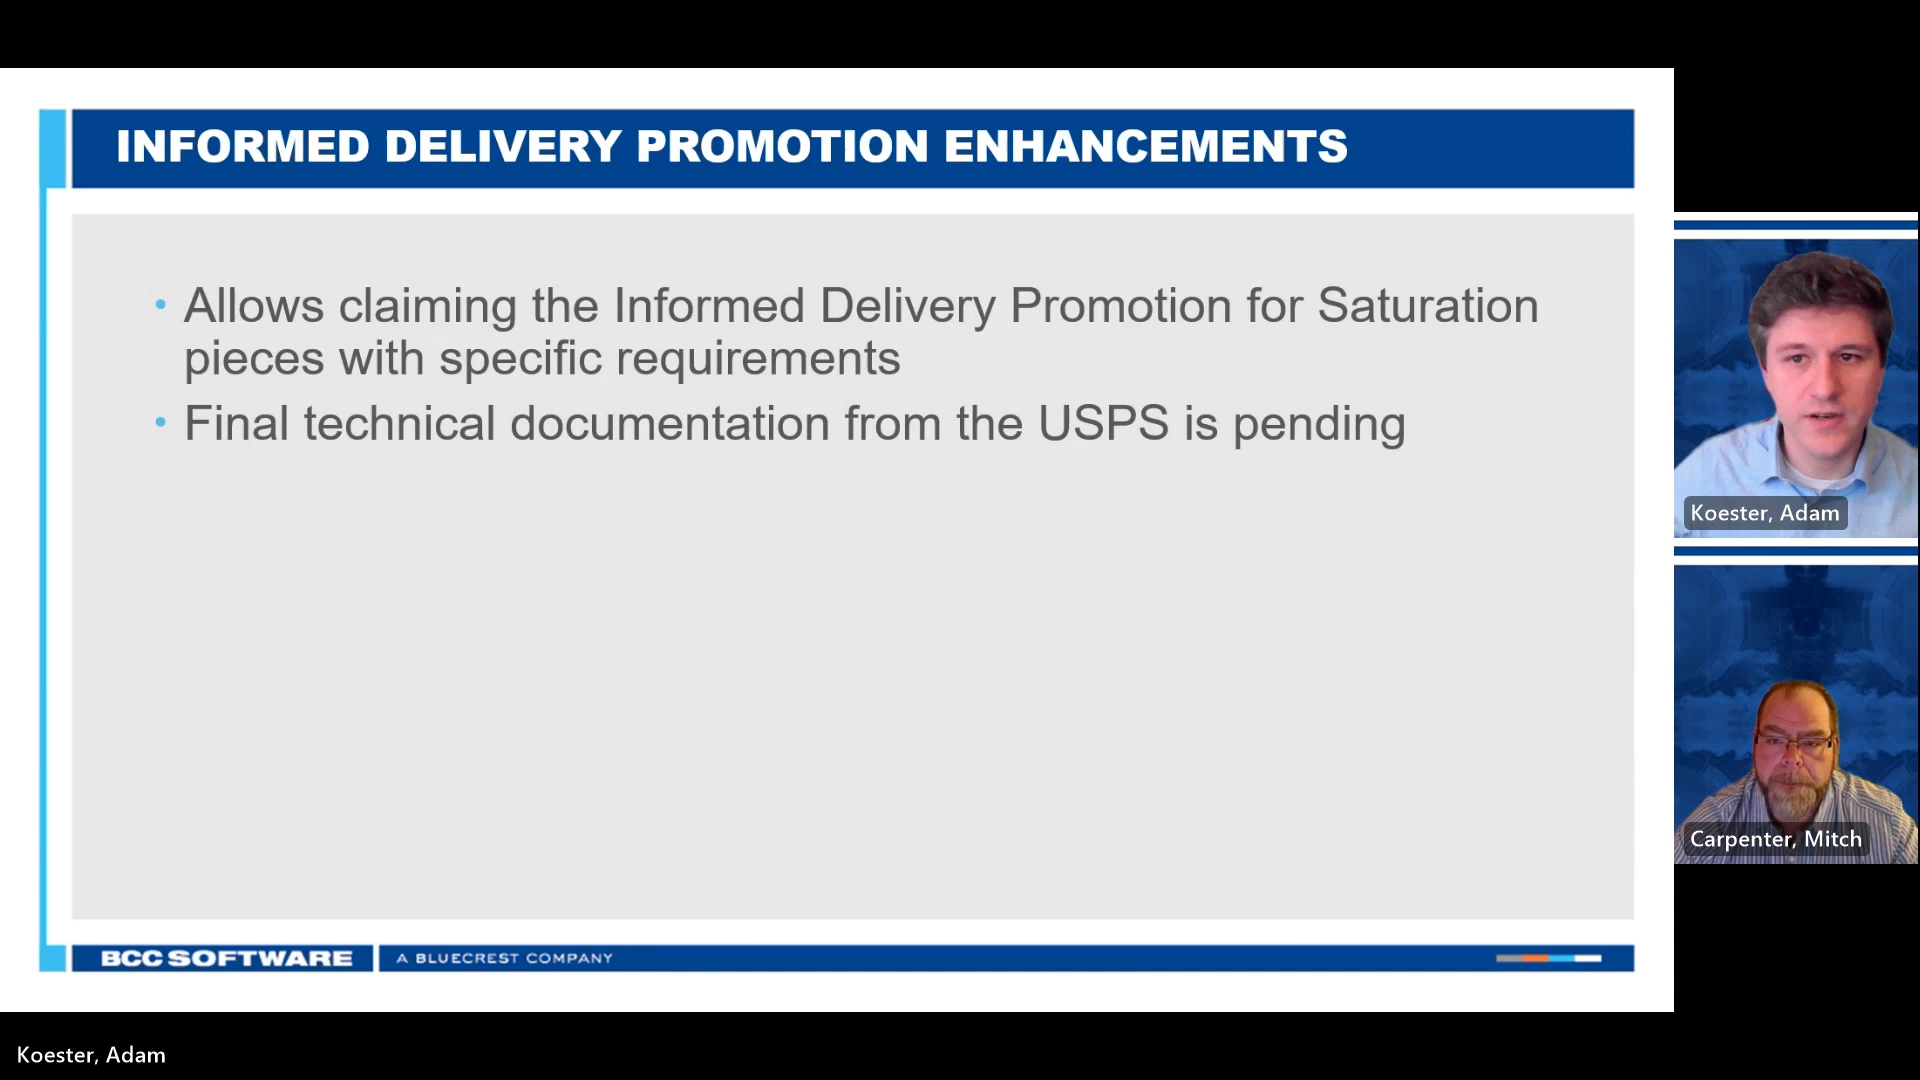 INFORMED DELIVERY PROMOTION ENHANCEMENTS
• Allows claiming the Informed Delivery Promotion for Saturation
pieces with specific requirements
• Final technical documentation from the USPS is pending
Koester, Adam
Carpenter, Mitch
BCC SOFTWARE
A BLUECREST COMPANY
Koester, Adam